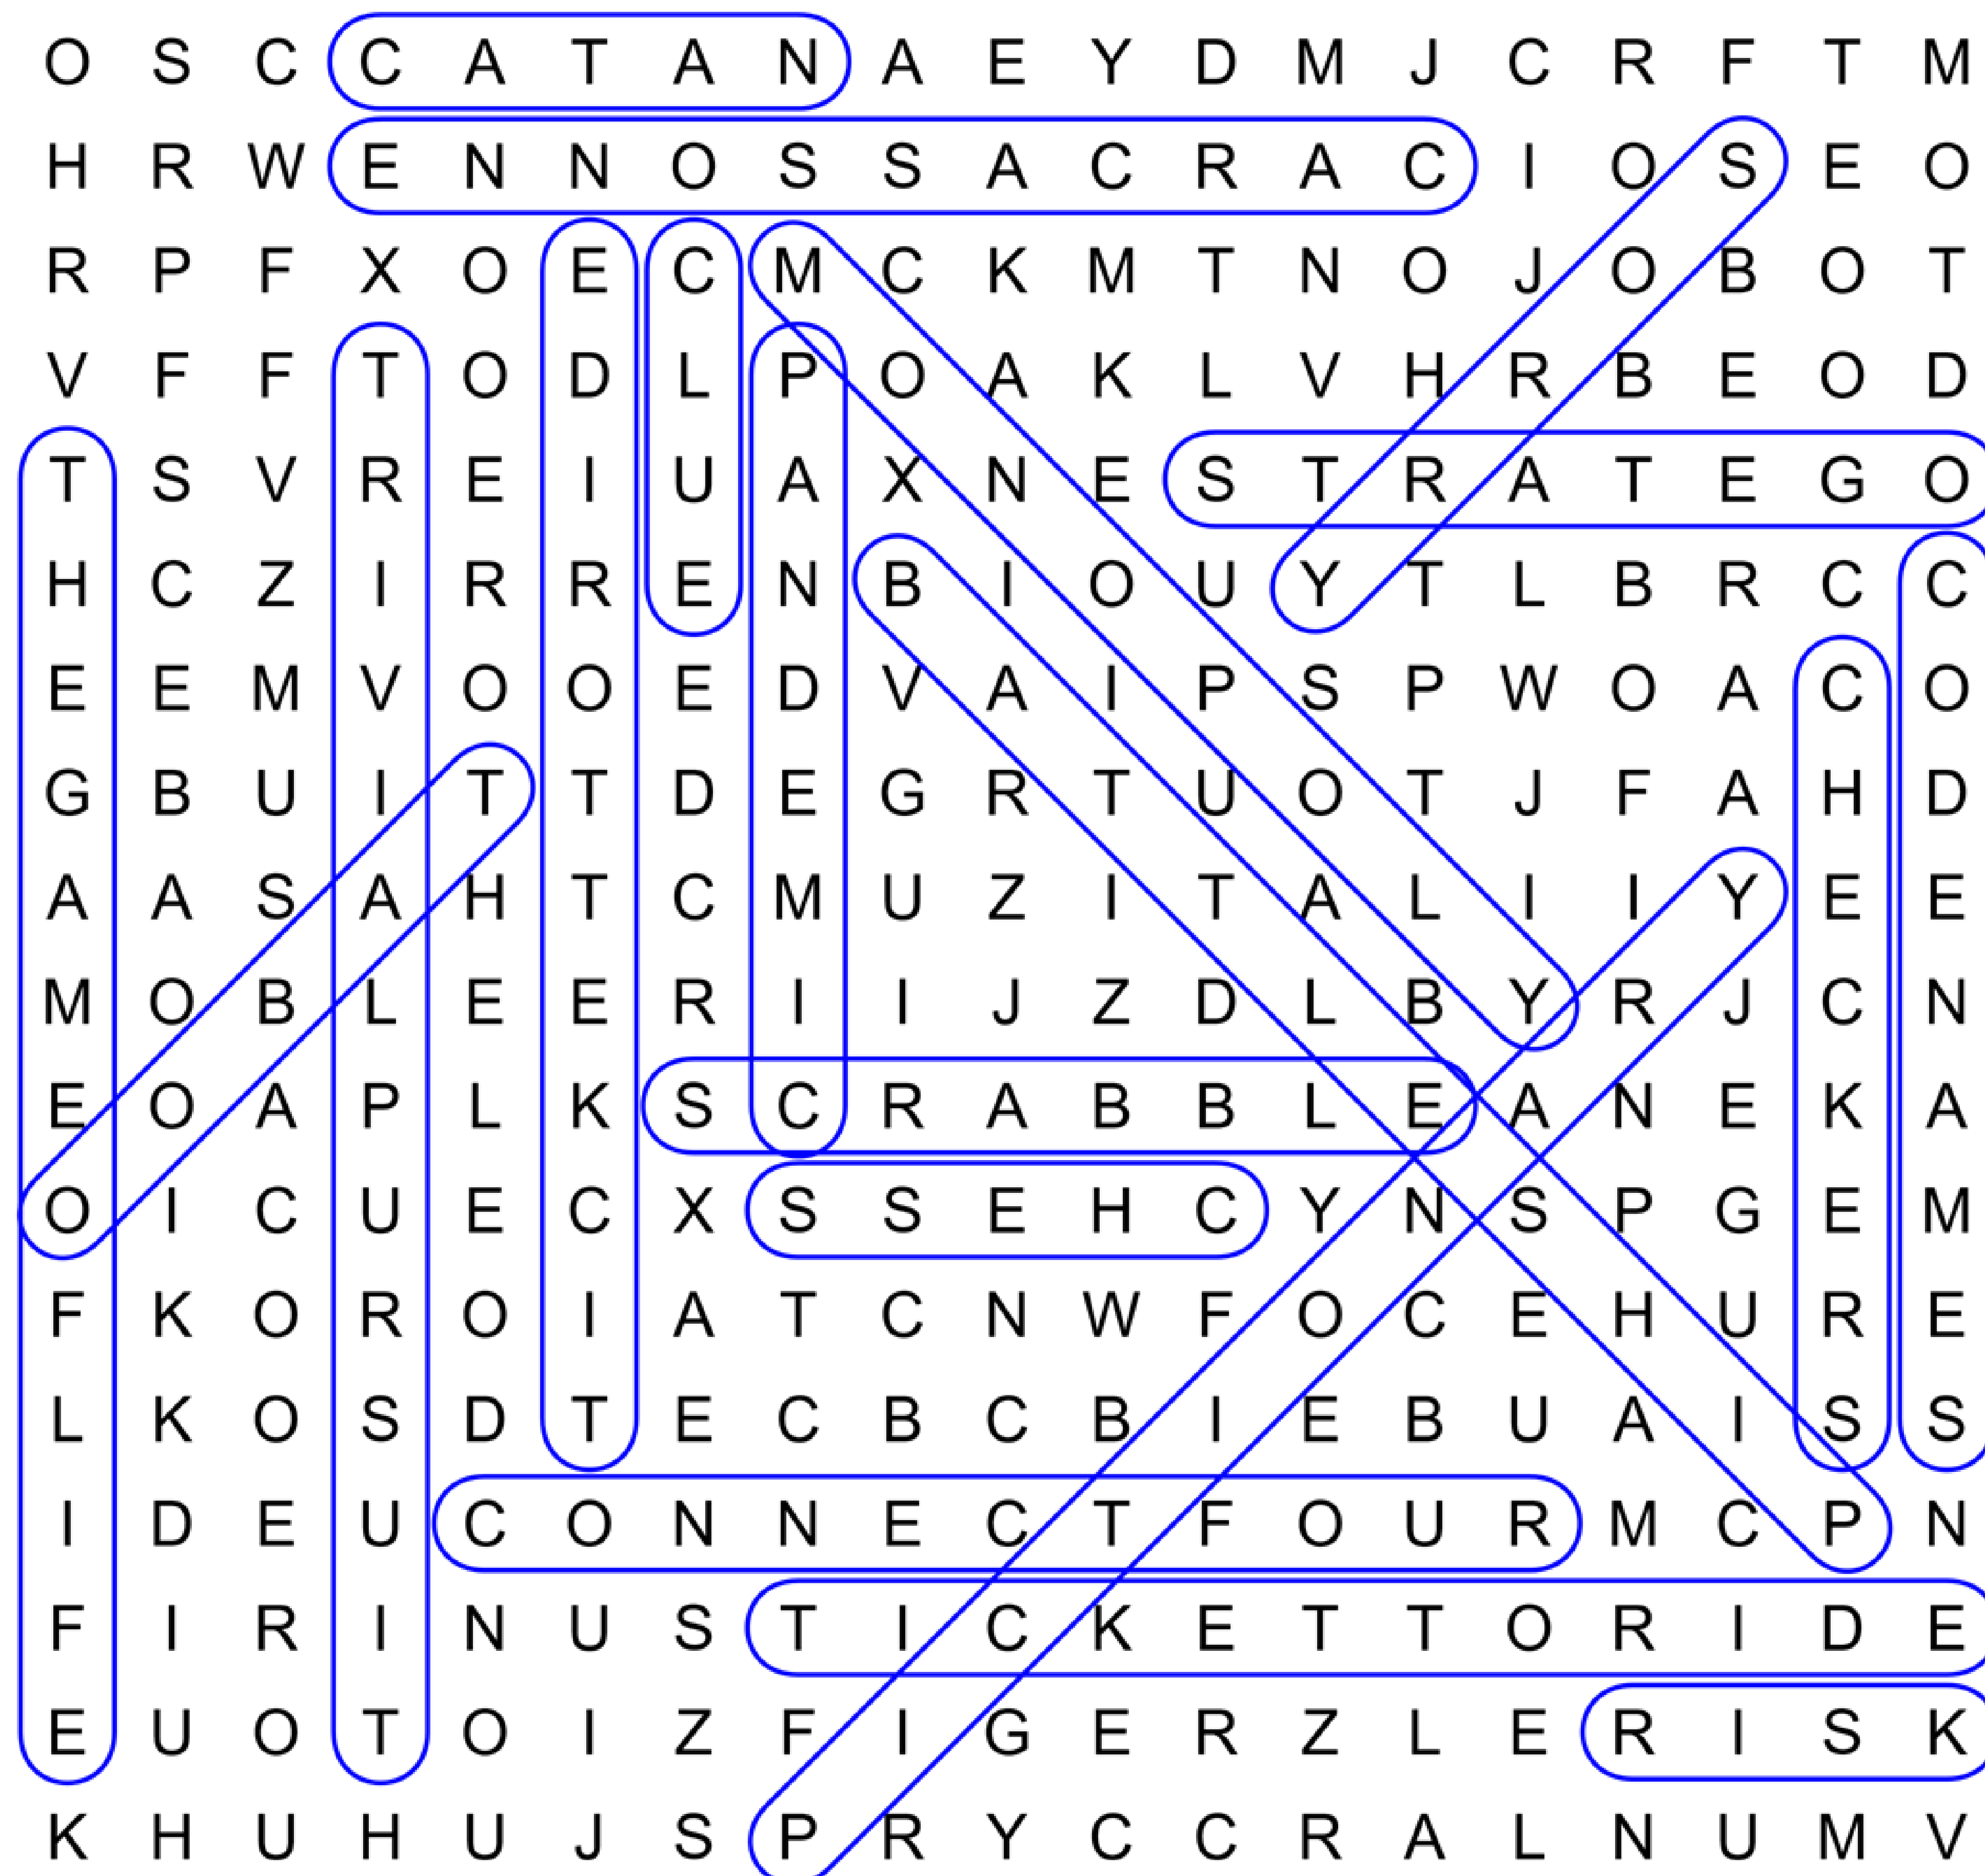 O S C C A T A N A E Y D M J C R F T M
H R W E N N O S S A C R A C I O S E O
R P F X O E C M C K M T N O J O B O T
V F F T O D L P O A K L V H R B E O D
T S V R E I U A X N E S T R A T E G O
H C Z I R R E N B I O U Y T L B R C C
E E M V O O E D V A I P S P W O A C O
G B U I T T D E G R T U O T J F A H D
A A S A H T C M U Z I T A L I I Y E E
M O B L E E R I I J Z D L B Y R J C N
E O A P L K S C R A B B L E A N E K A
O I C U E C X S S E H C Y N S P G E M
F K O R O I A T C N W F O C E H U R E
L K O S D T E C B C B I E B U A I S S
I D E U C O N N E C T F O U R M C P N
F I R I N U S T I C K E T T O R I D E
E U O T O I Z F I G E R Z L E R I S K
K H U H U J S P R Y C C R A L N U M V